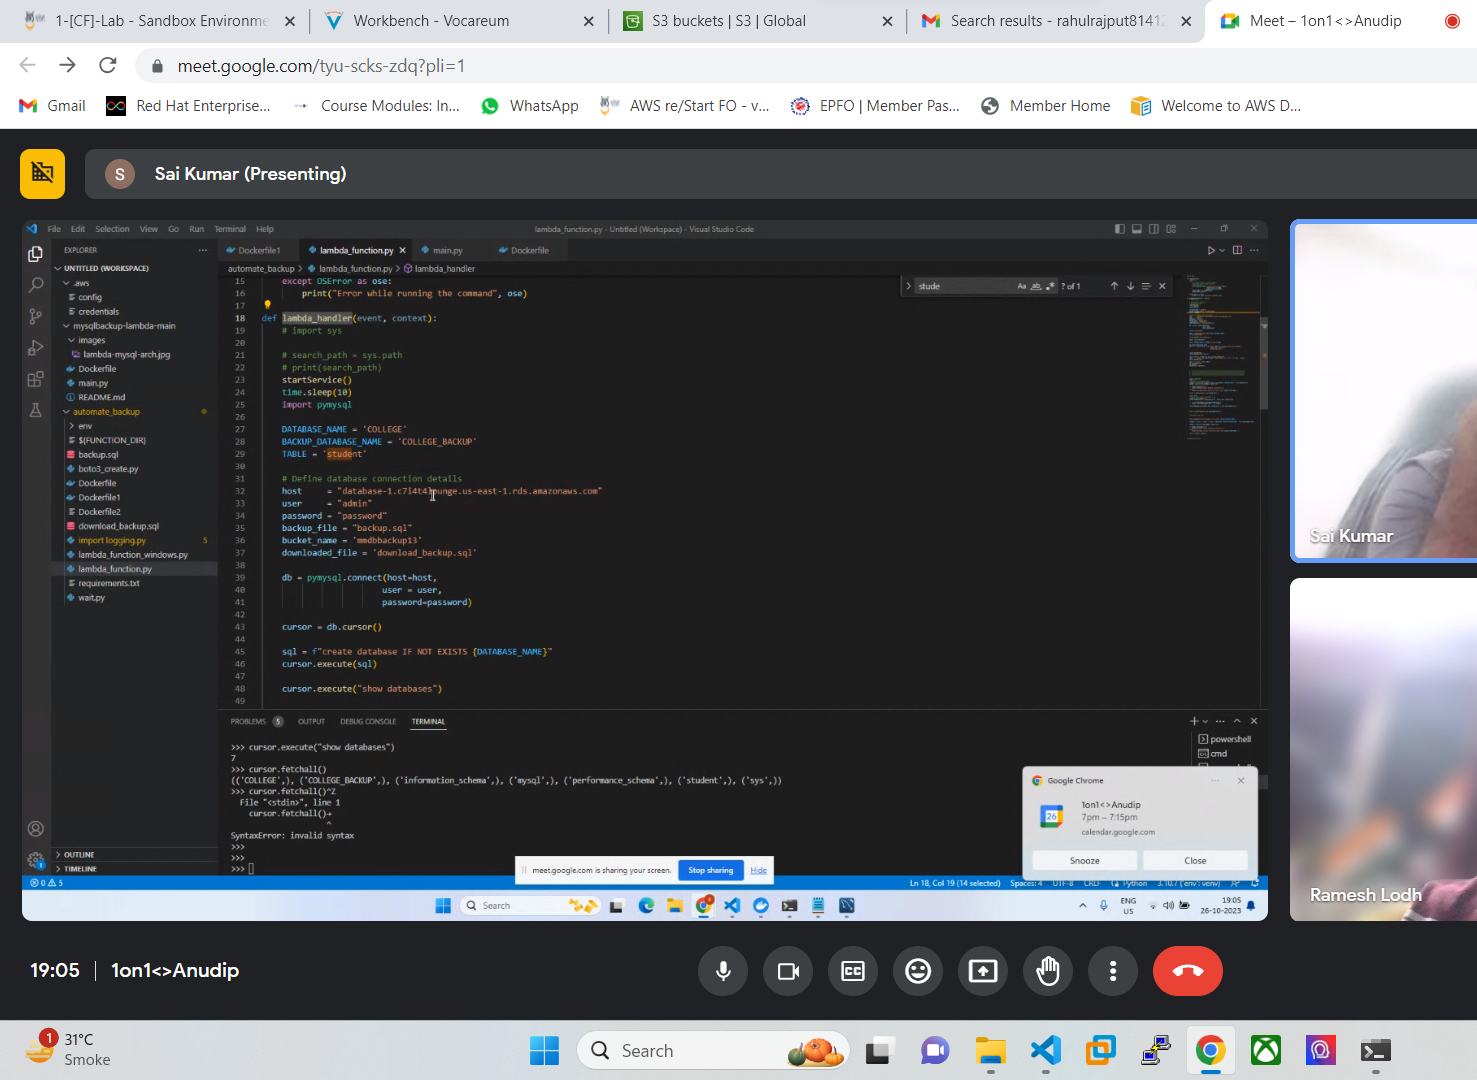 1-[CF]-Lab - Sandbox Environme
Workbench - Vocareum
S3 buckets | S3 | Global
Search results - rahulrajput8141
Meet – 1on1<>Anudip
meet.google.com/tyu-scks-zdq?pli=1
Gmail
Red Hat Enterprise...
Course Modules: In...
WhatsApp
AWS re/Start FO - v...
EPFO | Member Pas...
Member Home
Welcome to AWS D...
S
Sai Kumar (Presenting)
File Edit Selection View Go Run Terminal Help
lambda_function.py - Untitled (Workspace) - Visual Studio Code
EXPLORER
Dockerfile1
lambda_function.py
main.py
Dockerfile
UNTITLED (WORKSPACE)
.aws
config
credentials
mysqlbackup-lambda-main
images
lambda-mysql-arch.jpg
Dockerfile
main.py
README.md
automate_backup
env
${FUNCTION_DIR}
backup.sql
boto3_create.py
Dockerfile
Dockerfile1
Dockerfile2
download_backup.sql
import logging.py 5
lambda_function_windows.py
lambda_function.py
requirements.txt
wait.py
OUTLINE
TIMELINE
automate_backup > lambda_function.py > lambda_handler
stude
Aa ab ? of 1
15 except OSError as ose:
16 print("Error while running the command", ose)
17
18 def lambda_handler(event, context):
19 # import sys
20
21 # search_path = sys.path
22 # print(search_path)
23 startService()
24 time.sleep(10)
25 import pymysql
26
27 DATABASE_NAME = 'COLLEGE'
28 BACKUP_DATABASE_NAME = 'COLLEGE_BACKUP'
29 TABLE = 'student'
30
31 # Define database connection details
32 host =
33 user = "admin"
34 password = "password"
35 backup_file = "backup.sql"
36 bucket_name = 'mmdbbackup13'
37 downloaded_file = 'download_backup.sql'
38
39 db = pymysql.connect(host=host,
40 user = user,
41 password=password)
42
43 cursor = db.cursor()
44
45 sql = f"create database IF NOT EXISTS {DATABASE_NAME}"
46 cursor.execute(sql)
47
48 cursor.execute("show databases")
49
PROBLEMS 5 OUTPUT DEBUG CONSOLE TERMINAL
powershell
cmd
>>> cursor.execute("show databases")
7
>>> cursor.fetchall()
(('COLLEGE',), ('COLLEGE_BACKUP',), ('information_schema',), ('mysql',), ('performance_schema',), ('student',), ('sys',))
>>> cursor.fetchall()^Z
File "<stdin>", line 1
cursor.fetchall()
^
SyntaxError: invalid syntax
>>>
>>>
>>>
Google Chrome
26
1on1<>Anudip
7pm – 7:15pm
calendar.google.com
Snooze
Close
meet.google.com is sharing your screen.
Stop sharing
Hide
0 5
Ln 18, Col 19 (14 selected) Spaces: 4 UTF-8 CRLF Python 3.10.7 ('env': venv)
Search
ENG
US
19:05
26-10-2023
Sai Kumar
Ramesh Lodh
19:05 | 1on1<>Anudip
CC
1
31°C
Smoke
Search